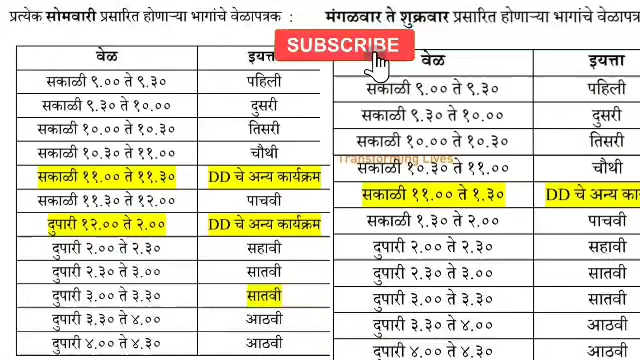 प्रत्येक सोमवारी प्रसारित होणाऱ्या भागांचे वेळापत्रक :
वेळ इयत्ता
सकाळी ९.०० ते ९.३० पहिली
सकाळी ९.३० ते १०.०० दुसरी
सकाळी १०.०० ते १०.३० तिसरी
सकाळी १०.३० ते ११.०० चौथी
सकाळी ११.०० ते ११.३० DD चे अन्य कार्यक्रम
सकाळी ११.३० ते १२.०० पाचवी
दुपारी १२.०० ते २.०० DD चे अन्य कार्यक्रम
दुपारी २.०० ते २.३० सहावी
दुपारी २.३० ते ३.०० सातवी
दुपारी ३.०० ते ३.३० सातवी
दुपारी ३.३० ते ४.०० आठवी
दुपारी ४.०० ते ४.३० आठवी
SUBSCRIBE
मंगळवार ते शुक्रवार प्रसारित होणाऱ्या भागांचे
वेळ इयत्ता
सकाळी ९.०० ते ९.३० पहिली
सकाळी ९.३० ते १०.०० दुसरी
सकाळी १०.०० ते १०.३० तिसरी
Transforming Lives
सकाळी १०.३० ते ११.०० चौथी
सकाळी ११.०० ते १.३० DD चे अन्य
सकाळी १.३० ते २.०० पाचवी
दुपारी २.०० ते २.३० सहावी
दुपारी २.३० ते ३.०० सातवी
दुपारी ३.०० ते ३.३० सातवी
दुपारी ३.३० ते ४.०० आठवी
दुपारी ४.०० ते ४.३० आठवी